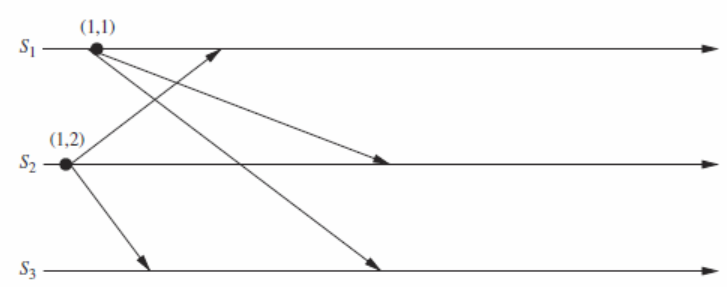 (1,1)
S₁
(1,2)
S₂
S₃